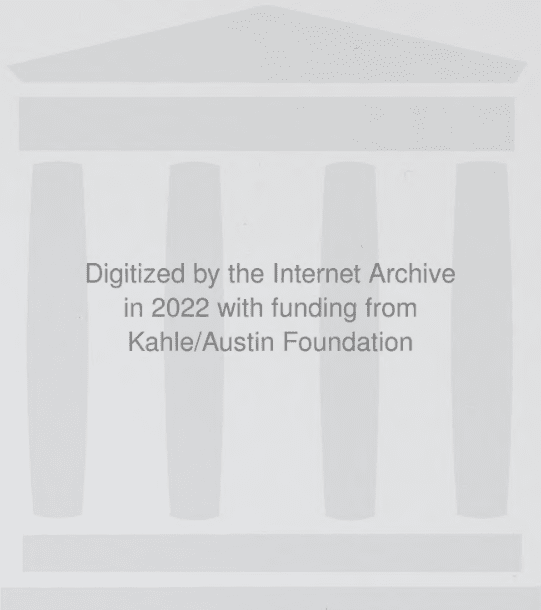 Digitized by the Internet Archive
in 2022 with funding from
Kahle/Austin Foundation